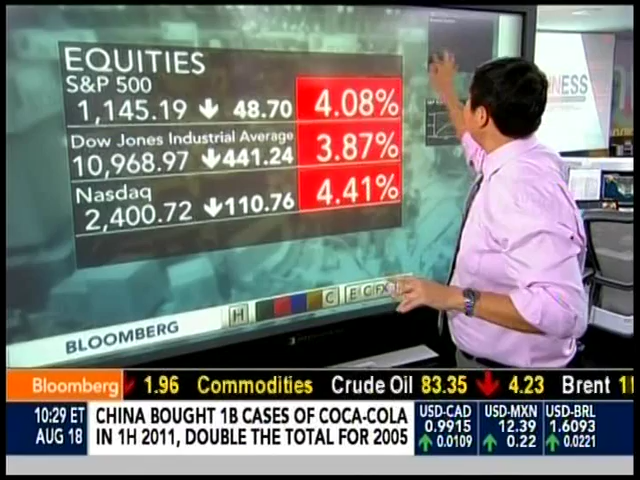 EQUITIES
S&P 500
1,145.19 ↓ 48.70 4.08%
Dow Jones Industrial Average
10,968.97 ↓ 441.24 3.87%
Nasdaq
2,400.72 ↓ 110.76 4.41%
BLOOMBERG
H C E C FX
NESS
Bloomberg 1.96 Commodities Crude Oil 83.35 ↓ 4.23 Brent 11
10:29 ET
AUG 18
CHINA BOUGHT 1B CASES OF COCA-COLA
IN 1H 2011, DOUBLE THE TOTAL FOR 2005
USD-CAD USD-MXN USD-BRL
0.9915 12.39 1.6093
↑ 0.0109 ↑ 0.22 ↑ 0.0221